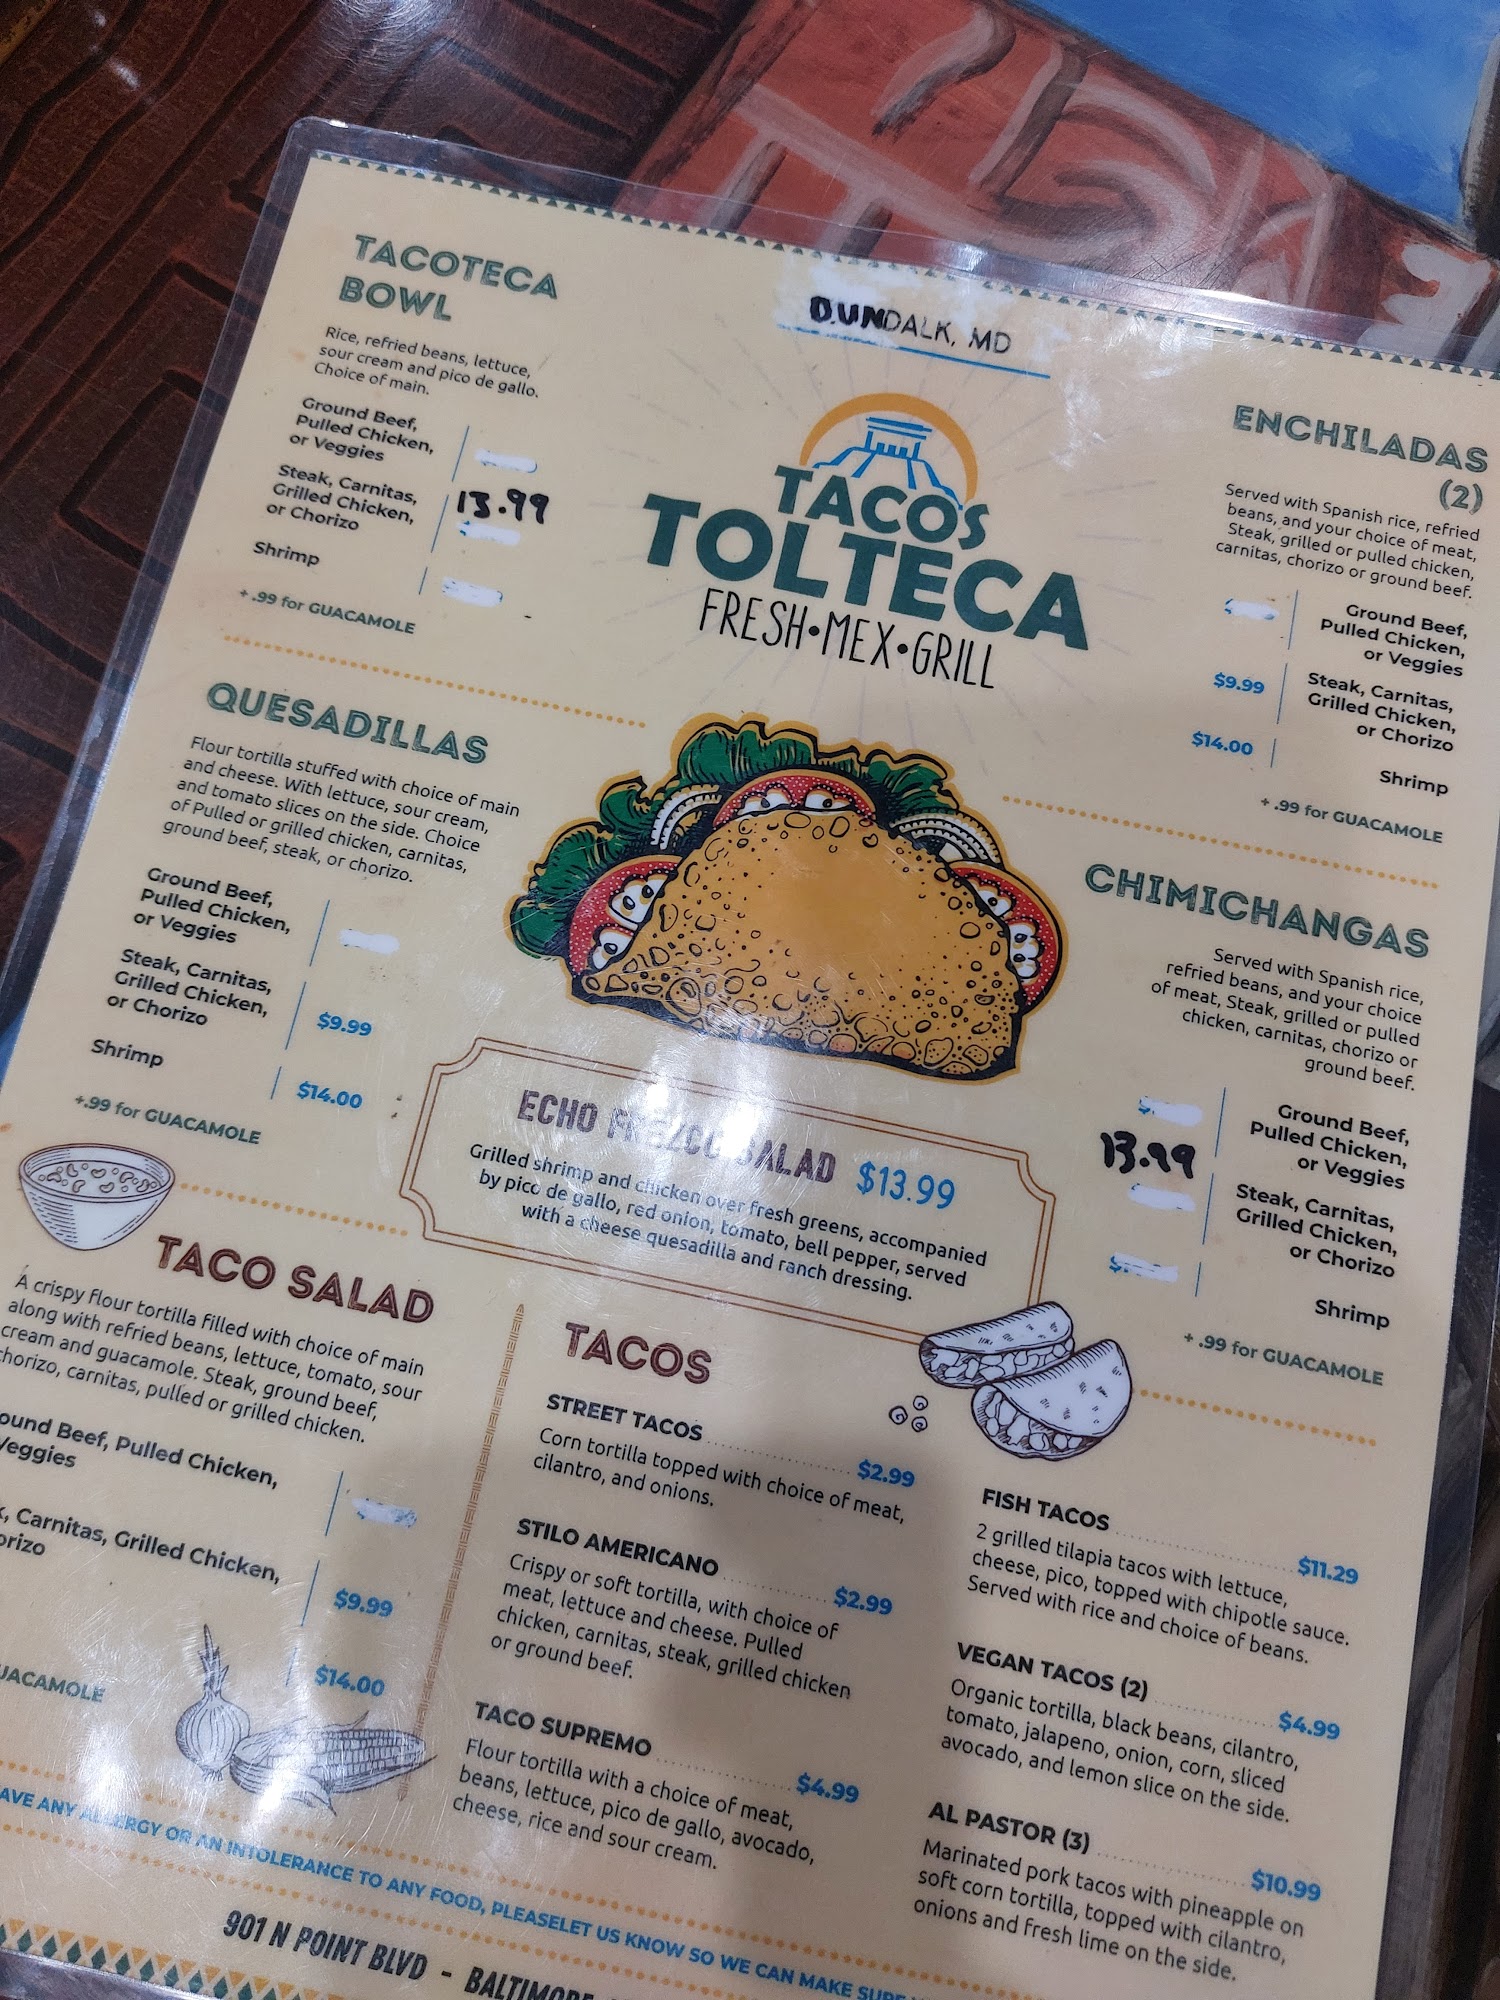 DUNDALK, MD
TACOS
TOLTECA
FRESH•MEX•GRILL
TACOTECA
BOWL
Rice, refried beans, lettuce,
sour cream and pico de gallo.
Choice of main.
Ground Beef,
Pulled Chicken,
or Veggies
Steak, Carnitas,
Grilled Chicken,
or Chorizo
13.99
Shrimp
+ .99 for GUACAMOLE
QUESADILLAS
Flour tortilla stuffed with choice of main
and cheese. With lettuce, sour cream,
and tomato slices on the side. Choice
of Pulled or grilled chicken, carnitas,
ground beef, steak, or chorizo.
Ground Beef,
Pulled Chicken,
or Veggies
Steak, Carnitas,
Grilled Chicken,
or Chorizo
$9.99
Shrimp
$14.00
+.99 for GUACAMOLE
ENCHILADAS
(2)
Served with Spanish rice, refried
beans, and your choice of meat,
Steak, grilled or pulled chicken,
carnitas, chorizo or ground beef.
Ground Beef,
Pulled Chicken,
or Veggies
$9.99
Steak, Carnitas,
Grilled Chicken,
or Chorizo
$14.00
Shrimp
+ .99 for GUACAMOLE
CHIMICHANGAS
Served with Spanish rice,
refried beans, and your choice
of meat, Steak, grilled or pulled
chicken, carnitas, chorizo or
ground beef.
Ground Beef,
Pulled Chicken,
or Veggies
13.99
Steak, Carnitas,
Grilled Chicken,
or Chorizo
Shrimp
+ .99 for GUACAMOLE
ECHO FREZCO SALAD $13.99
Grilled shrimp and chicken over fresh greens, accompanied
by pico de gallo, red onion, tomato, bell pepper, served
with a cheese quesadilla and ranch dressing.
TACO SALAD
A crispy flour tortilla filled with choice of main
along with refried beans, lettuce, tomato, sour
cream and guacamole. Steak, ground beef,
horizo, carnitas, pulled or grilled chicken.
ound Beef, Pulled Chicken,
Veggies
k, Carnitas, Grilled Chicken,
orizo
$9.99
$14.00
UACAMOLE
TACOS
STREET TACOS $2.99
Corn tortilla topped with choice of meat,
cilantro, and onions.
STILO AMERICANO $2.99
Crispy or soft tortilla, with choice of
meat, lettuce and cheese. Pulled
chicken, carnitas, steak, grilled chicken
or ground beef.
TACO SUPREMO $4.99
Flour tortilla with a choice of meat,
beans, lettuce, pico de gallo, avocado,
cheese, rice and sour cream.
FISH TACOS $11.29
2 grilled tilapia tacos with lettuce,
cheese, pico, topped with chipotle sauce.
Served with rice and choice of beans.
VEGAN TACOS (2) $4.99
Organic tortilla, black beans, cilantro,
tomato, jalapeno, onion, corn, sliced
avocado, and lemon slice on the side.
AL PASTOR (3) $10.99
Marinated pork tacos with pineapple on
soft corn tortilla, topped with cilantro,
onions and fresh lime on the side.
AVE ANY ALLERGY OR AN INTOLERANCE TO ANY FOOD, PLEASELET US KNOW SO WE CAN MAKE SURE
901 N POINT BLVD - BALTIMORE